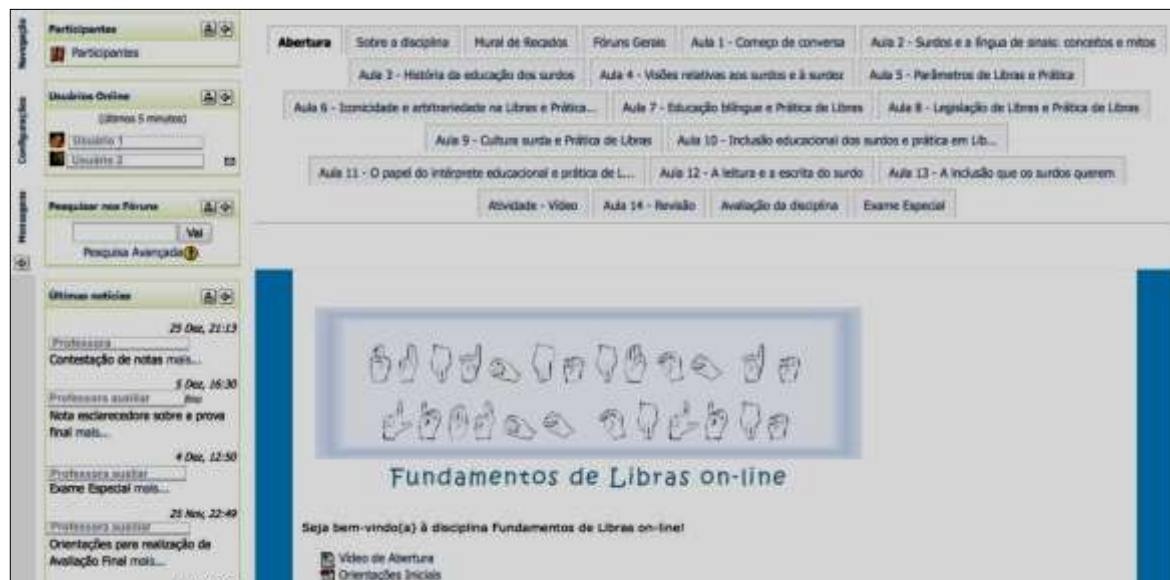 Navegação
Configurações
Mensagens
Participantes
Participantes
Usuários Online
(últimos 5 minutos)
Usuário 1
Usuário 2
Pesquisar nos Fóruns
Vai
Pesquisa Avançada
Últimas notícias
25 Dez, 21:13
Professora
Contestação de notas mais...
5 Dez, 16:30
Professora auxiliar
Nota esclarecedora sobre a prova
final mais...
4 Dez, 12:50
Professora auxiliar
Exame Especial mais...
25 Nov, 22:49
Professora auxiliar
Orientações para realização da
Avaliação Final mais...
Abertura Sobre a disciplina Mural de Recados Fóruns Gerais Aula 1 - Começo de conversa Aula 2 - Surdos e a língua de sinais: conceitos e mitos
Aula 3 - História da educação dos surdos Aula 4 - Visões relativas aos surdos e à surdez Aula 5 - Parâmetros de Libras e Prática
Aula 6 - Iconicidade e arbitrariedade na Libras e Prática... Aula 7 - Educação bilíngue e Prática de Libras Aula 8 - Legislação de Libras e Prática de Libras
Aula 9 - Cultura surda e Prática de Libras Aula 10 - Inclusão educacional dos surdos e prática em Lib...
Aula 11 - O papel do intérprete educacional e prática de L... Aula 12 - A leitura e a escrita do surdo Aula 13 - A inclusão que os surdos querem
Atividade - Vídeo Aula 14 - Revisão Avaliação da disciplina Exame Especial
Fundamentos de Libras on-line
Seja bem-vindo(a) à disciplina Fundamentos de Libras on-line!
Vídeo de Abertura
Orientações Iniciais